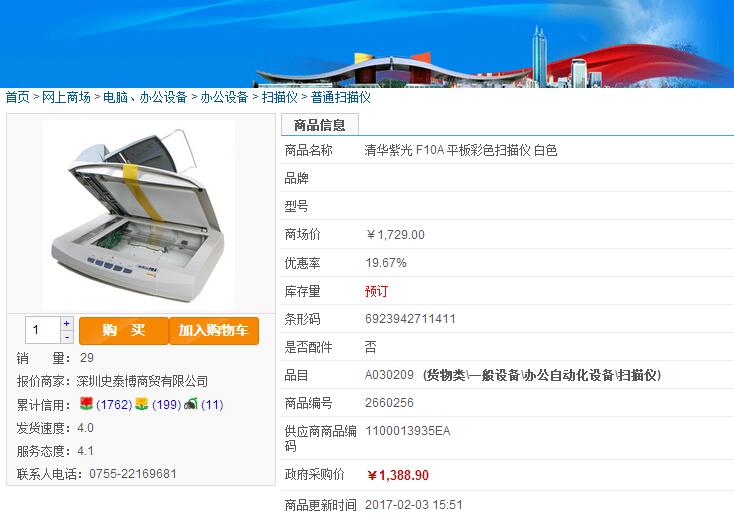 首页 > 网上商场 > 电脑、办公设备 > 办公设备 > 扫描仪 > 普通扫描仪
商品信息
商品名称 清华紫光 F10A 平板彩色扫描仪 白色
品牌
型号
商场价 ￥1,729.00
优惠率 19.67%
库存量 预订
条形码 6923942711411
是否配件 否
品目 A030209 (货物类\一般设备\办公自动化设备\扫描仪)
商品编号 2660256
供应商商品编码 1100013935EA
政府采购价 ￥1,388.90
商品更新时间 2017-02-03 15:51
1 + -
购 买 加入购物车
销 量： 29
报价商家： 深圳史泰博商贸有限公司
累计信用： (1762) (199) (11)
发货速度： 4.0
服务态度： 4.1
联系人电话： 0755-22169681